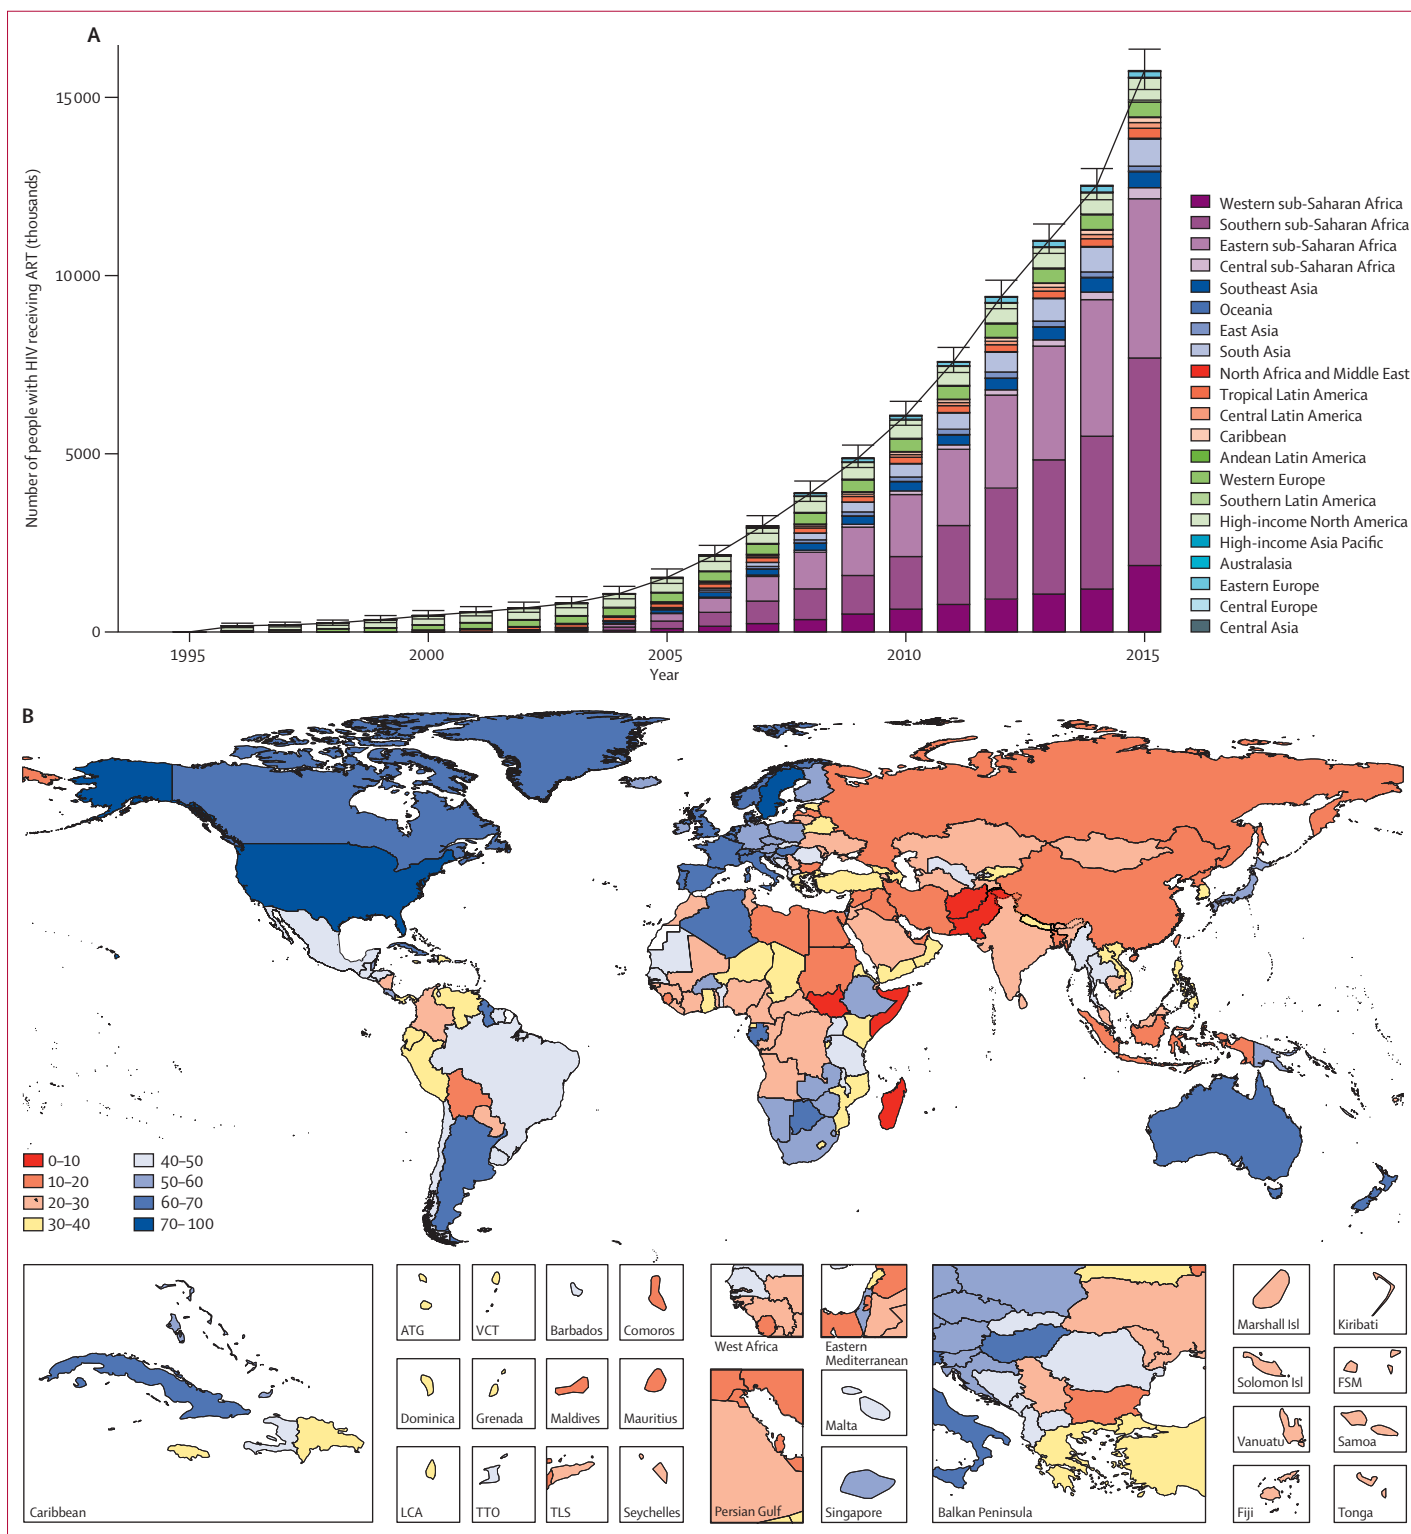 A
Number of people with HIV receiving ART (thousands)
15 000
10 000
5000
0
1995
2000
2005
2010
2015
Year
Western sub-Saharan Africa
Southern sub-Saharan Africa
Eastern sub-Saharan Africa
Central sub-Saharan Africa
Southeast Asia
Oceania
East Asia
South Asia
North Africa and Middle East
Tropical Latin America
Central Latin America
Caribbean
Andean Latin America
Western Europe
Southern Latin America
High-income North America
High-income Asia Pacific
Australasia
Eastern Europe
Central Europe
Central Asia
B
0–10
10–20
20–30
30–40
40–50
50–60
60–70
70–100
Caribbean
ATG
VCT
Barbados
Comoros
Dominica
Grenada
Maldives
Mauritius
LCA
TTO
TLS
Seychelles
West Africa
Eastern
Mediterranean
Persian Gulf
Malta
Singapore
Balkan Peninsula
Marshall Isl
Kiribati
Solomon Isl
FSM
Vanuatu
Samoa
Fiji
Tonga